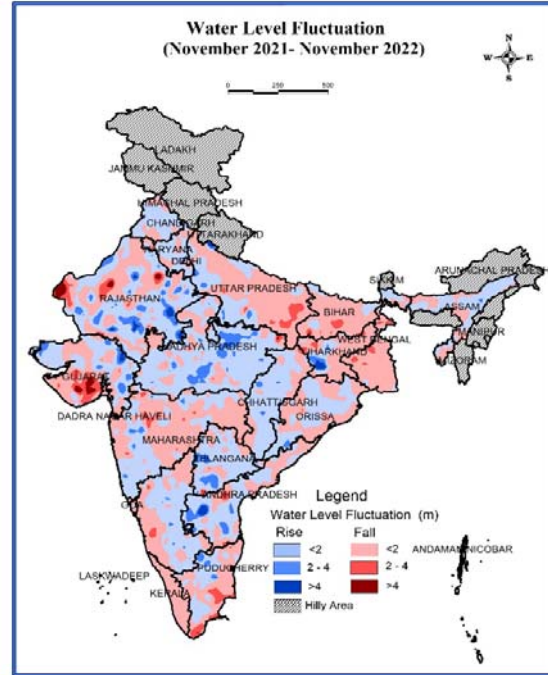 Water Level Fluctuation
(November 2021- November 2022)
N
W E
S
0 250 500
LADAKH
JAMMU KASHMIR
HIMACHAL PRADESH
CHANDIGARH
UTTARAKHAND
HARYANA
DELHI
ARUNACHAL PRADESH
SIKKIM
RAJASTHAN
UTTAR PRADESH
ASSAM
BIHAR
MANIPUR
WEST BENGAL
MADHYA PRADESH
JHARKHAND
MIZORAM
GUJARAT
CHHATTISGARH
DADRA NAGAR HAVELI
ORISSA
MAHARASHTRA
TELANGANA
GOA
ANDHRA PRADESH
Legend
Water Level Fluctuation (m)
Rise Fall
<2 <2
2 - 4 2 - 4
>4 >4
Hilly Area
ANDAMAN NICOBAR
PUDUCHERRY
LASKWADEEP
KERALA